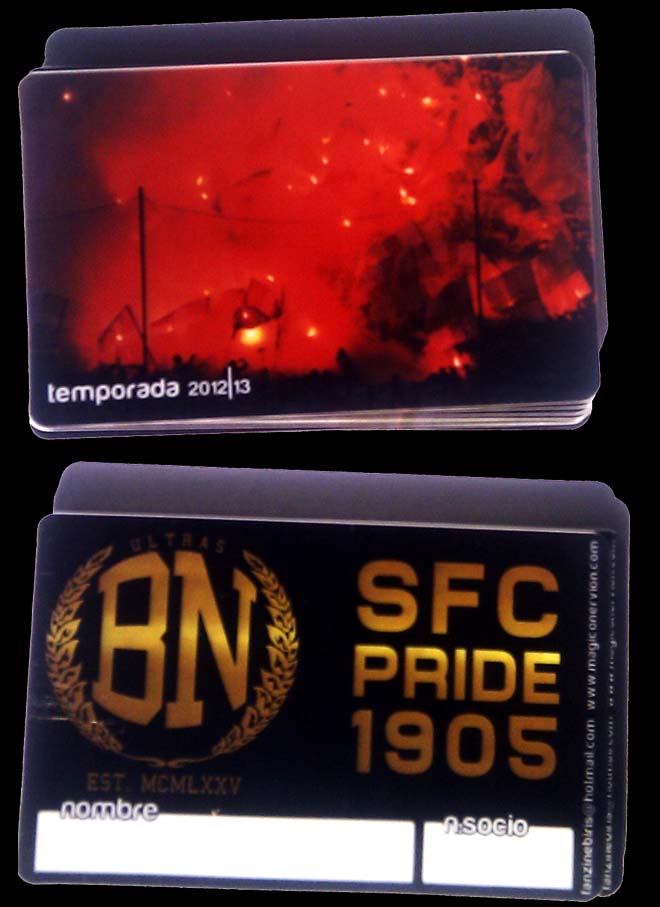 temporada 2012|13
ULTRAS
BN
EST. MCMLXXV
SFC
PRIDE
1905
nombre
n.socio
fanzinebiris@hotmail.com www.magiconervion.com